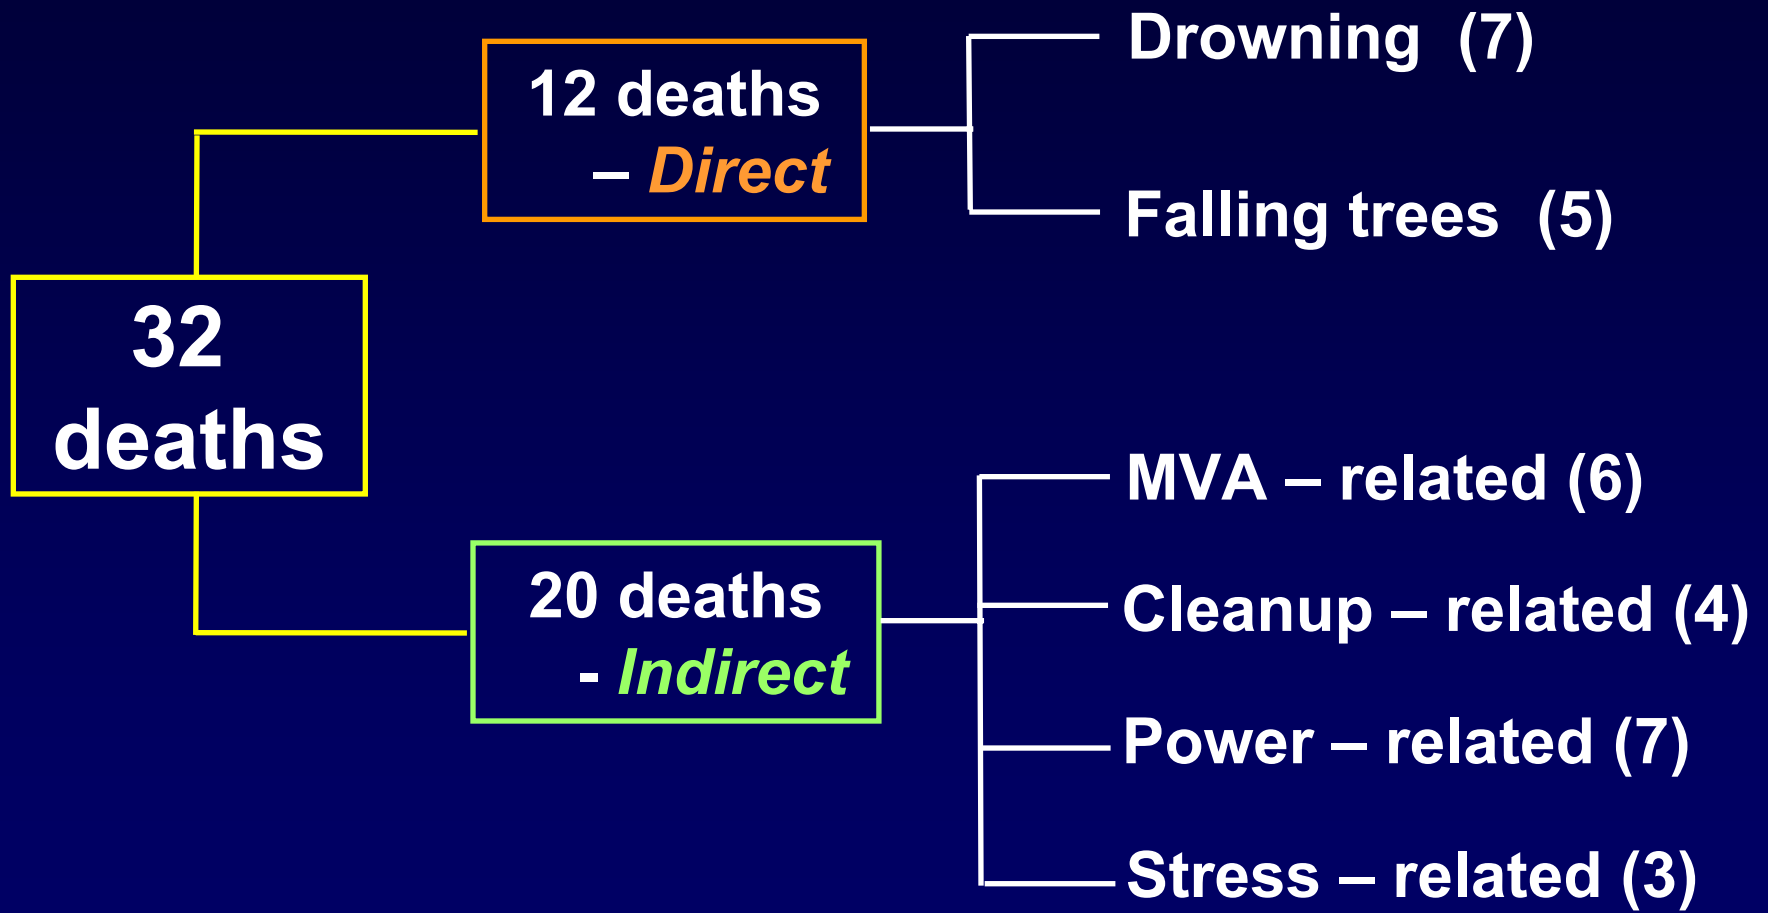 32
deaths
12 deaths
– Direct
Drowning  (7)
Falling trees  (5)
20 deaths
- Indirect
MVA – related (6)
Cleanup – related (4)
Power – related (7)
Stress – related (3)